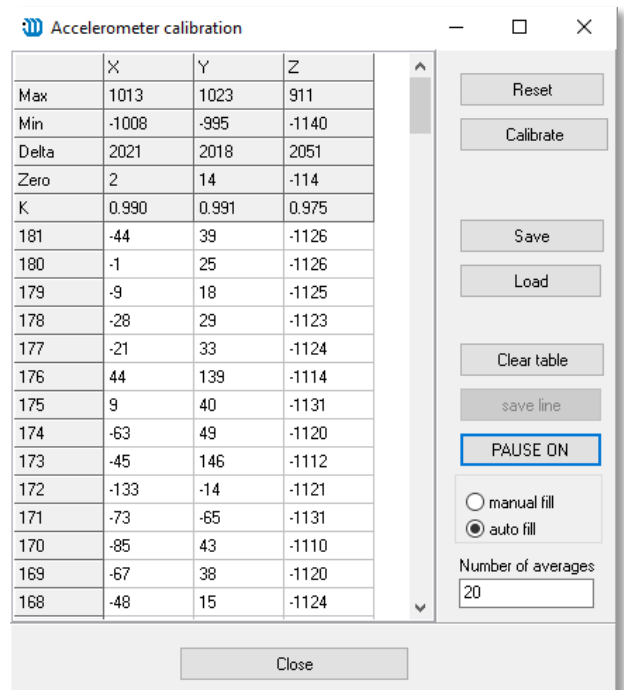 Accelerometer calibration
X Y Z
Max 1013 1023 911
Min -1008 -995 -1140
Delta 2021 2018 2051
Zero 2 14 -114
K 0.990 0.991 0.975
181 -44 39 -1126
180 -1 25 -1126
179 -9 18 -1125
178 -28 29 -1123
177 -21 33 -1124
176 44 139 -1114
175 9 40 -1131
174 -63 49 -1120
173 -45 146 -1112
172 -133 -14 -1121
171 -73 -65 -1131
170 -85 43 -1110
169 -67 38 -1120
168 -48 15 -1124
Reset
Calibrate
Save
Load
Clear table
save line
PAUSE ON
manual fill
auto fill
Number of averages
20
Close